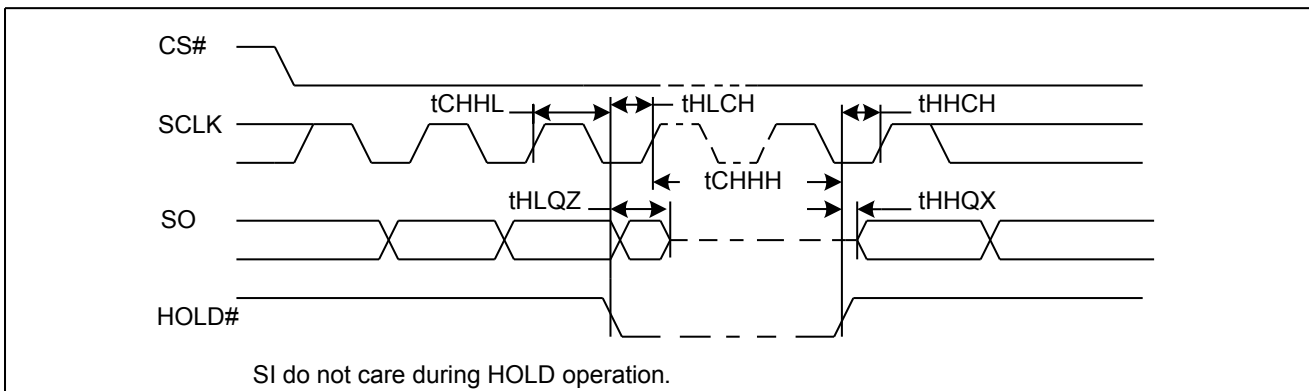 CS#
tCHHL
tHLCH
tHHCH
SCLK
tCHHH
tHLQZ
tHHQX
SO
HOLD#
SI do not care during HOLD operation.